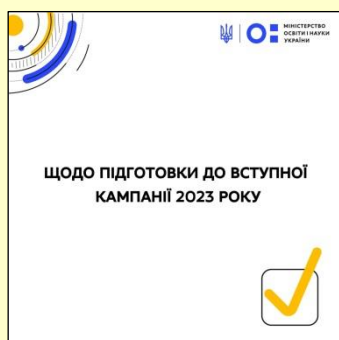 МІНІСТЕРСТВО
ОСВІТИ І НАУКИ
УКРАЇНИ
ЩОДО ПІДГОТОВКИ ДО ВСТУПНОЇ
КАМПАНІЇ 2023 РОКУ